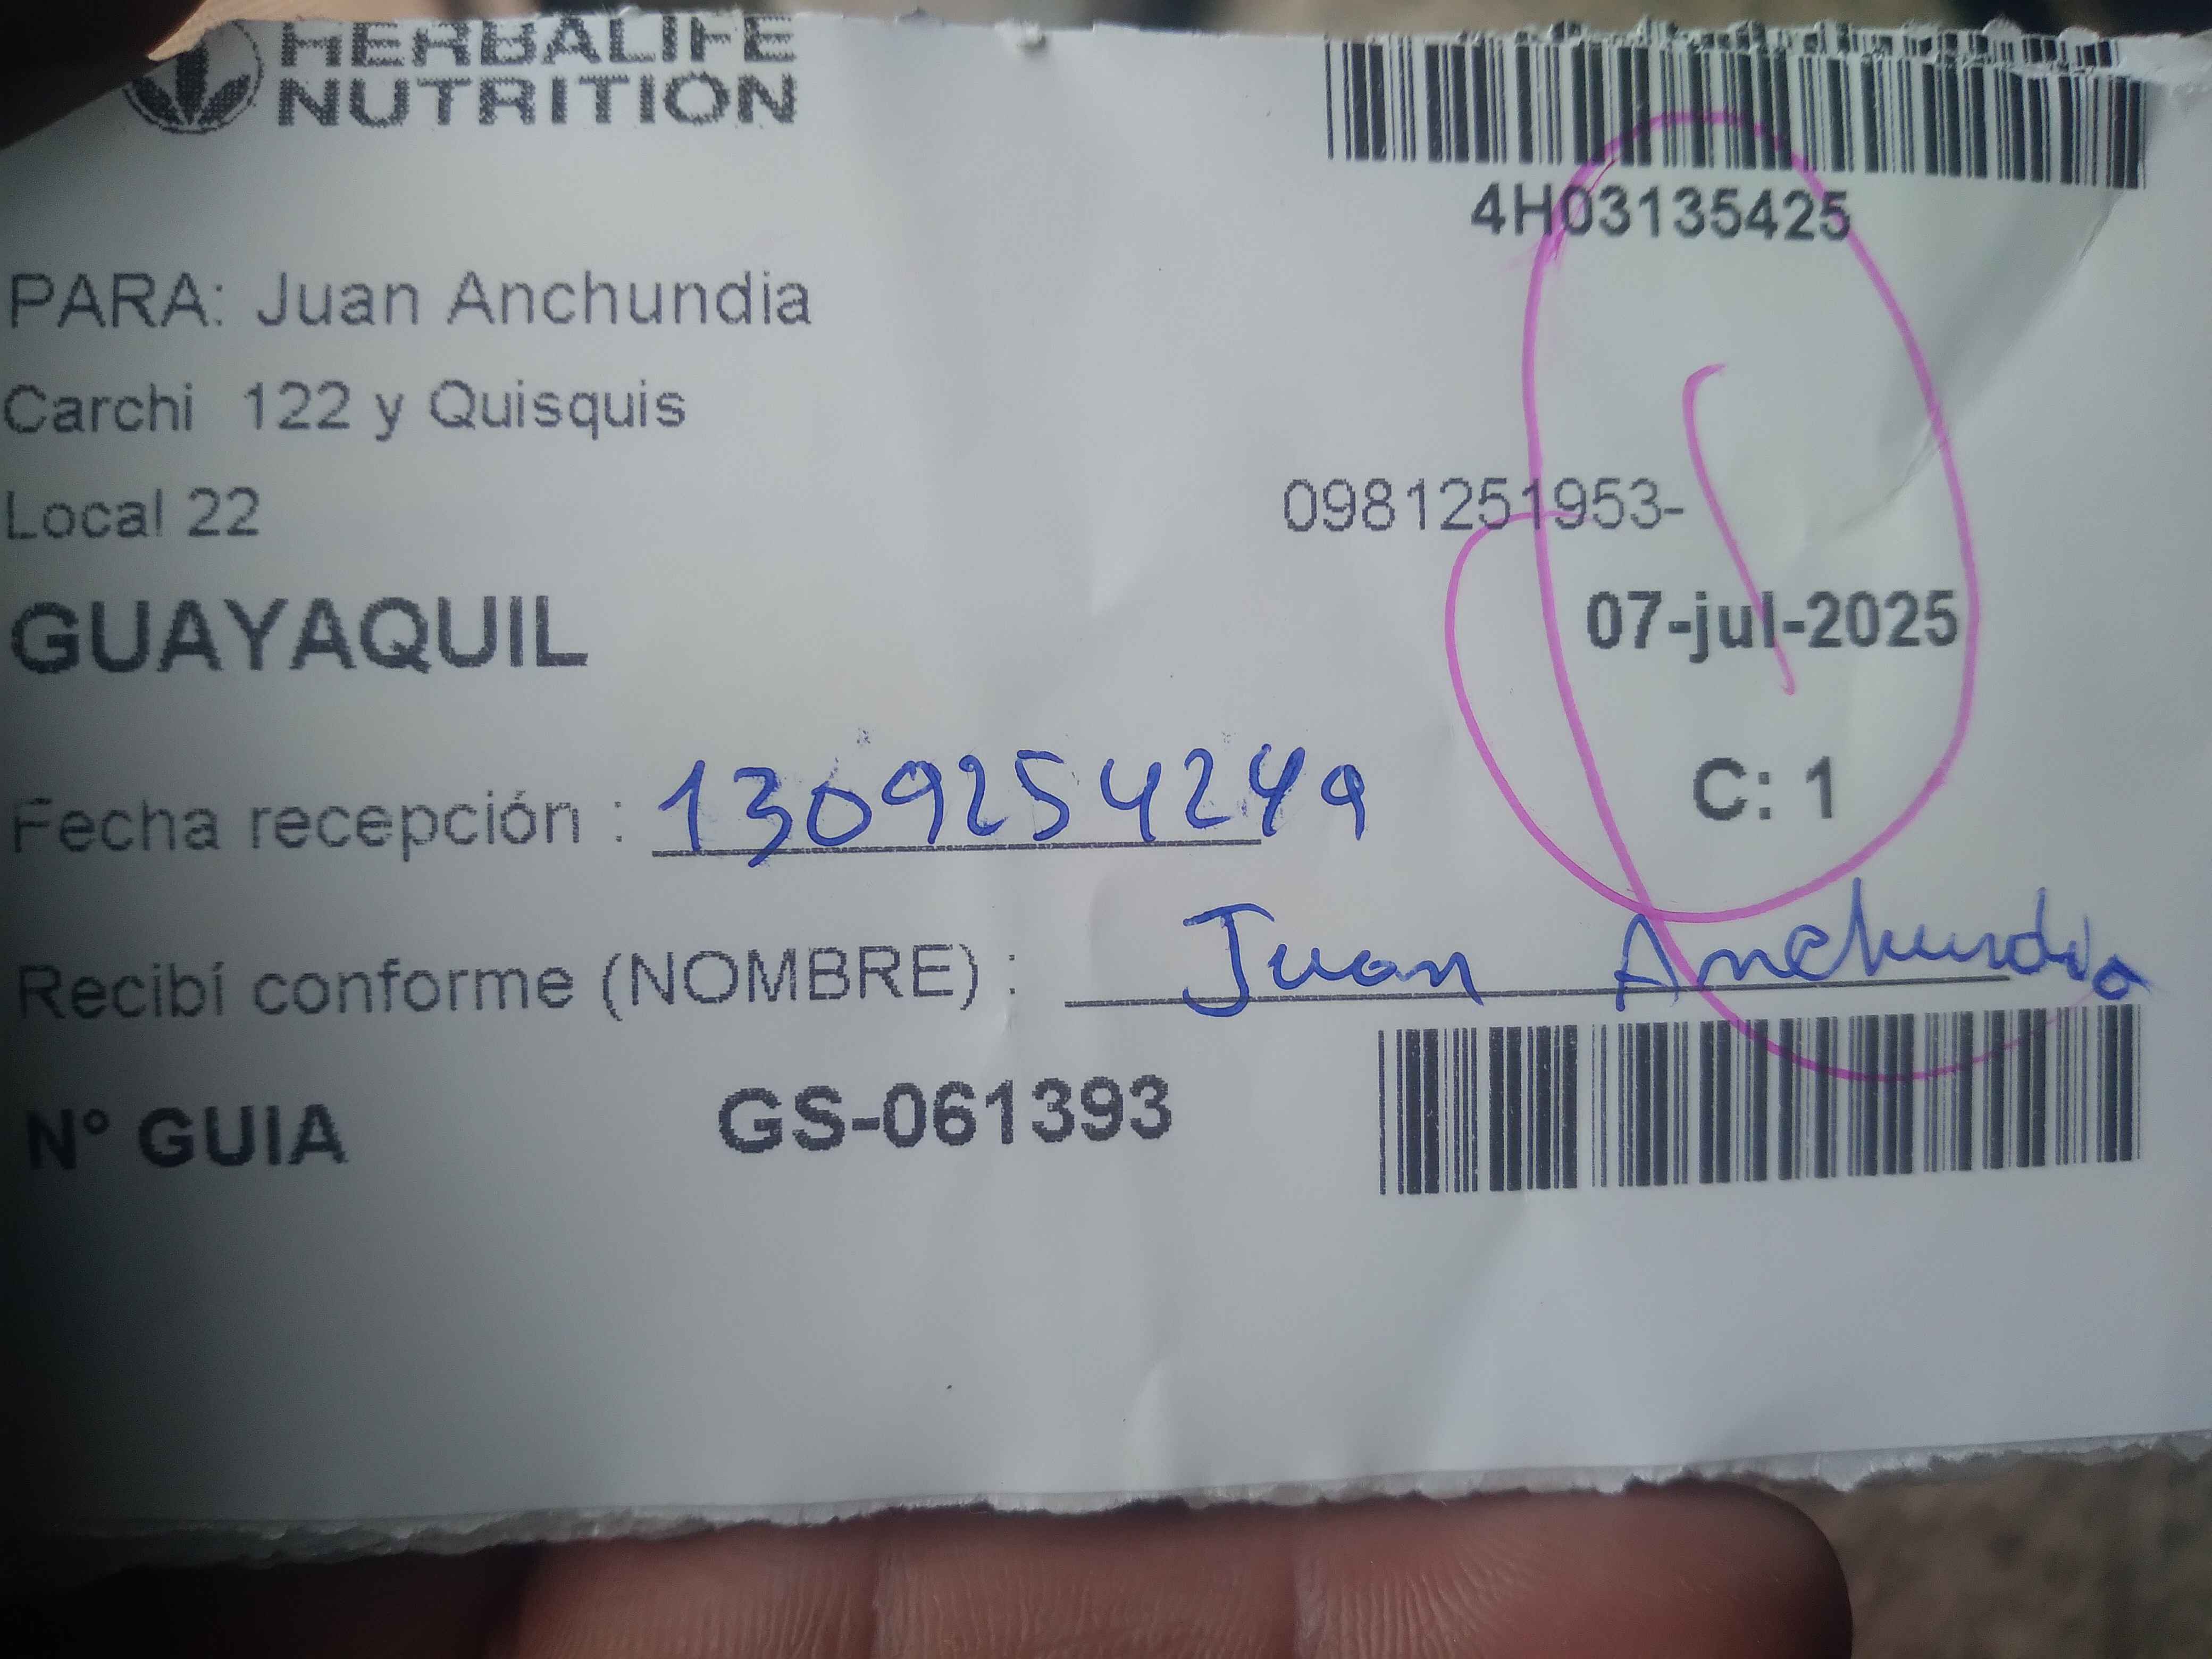 HERBALIFE
NUTRITION
4H03135425
PARA: Juan Anchundia
Carchi 122 y Quisquis
Local 22
0981251953-
GUAYAQUIL
07-jul-2025
C: 1
Fecha recepción : 1309254249
Recibí conforme (NOMBRE) : Juan Anchundia
N° GUIA GS-061393